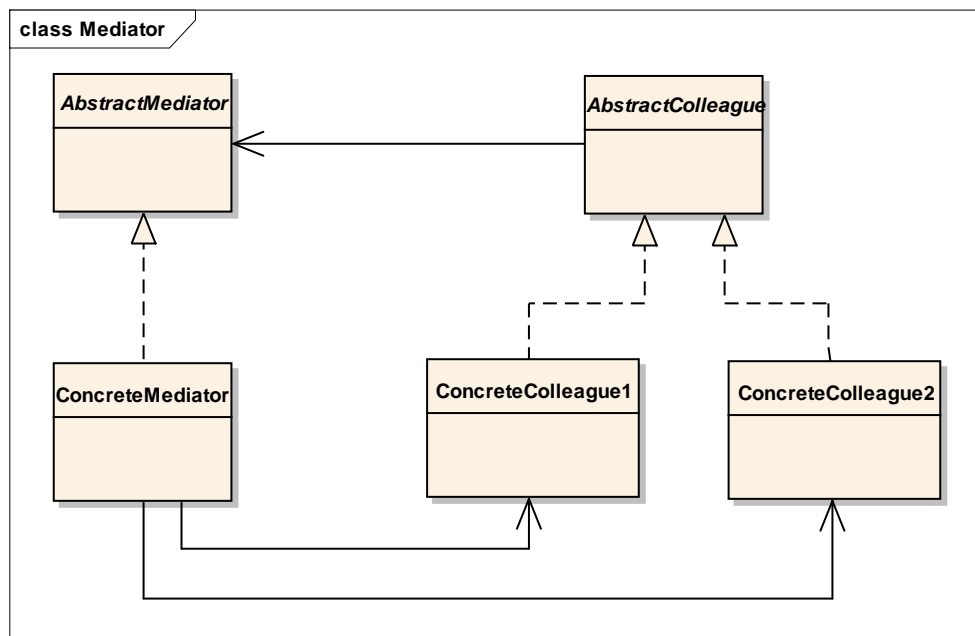 class Mediator
AbstractMediator
AbstractColleague
ConcreteMediator
ConcreteColleague1
ConcreteColleague2